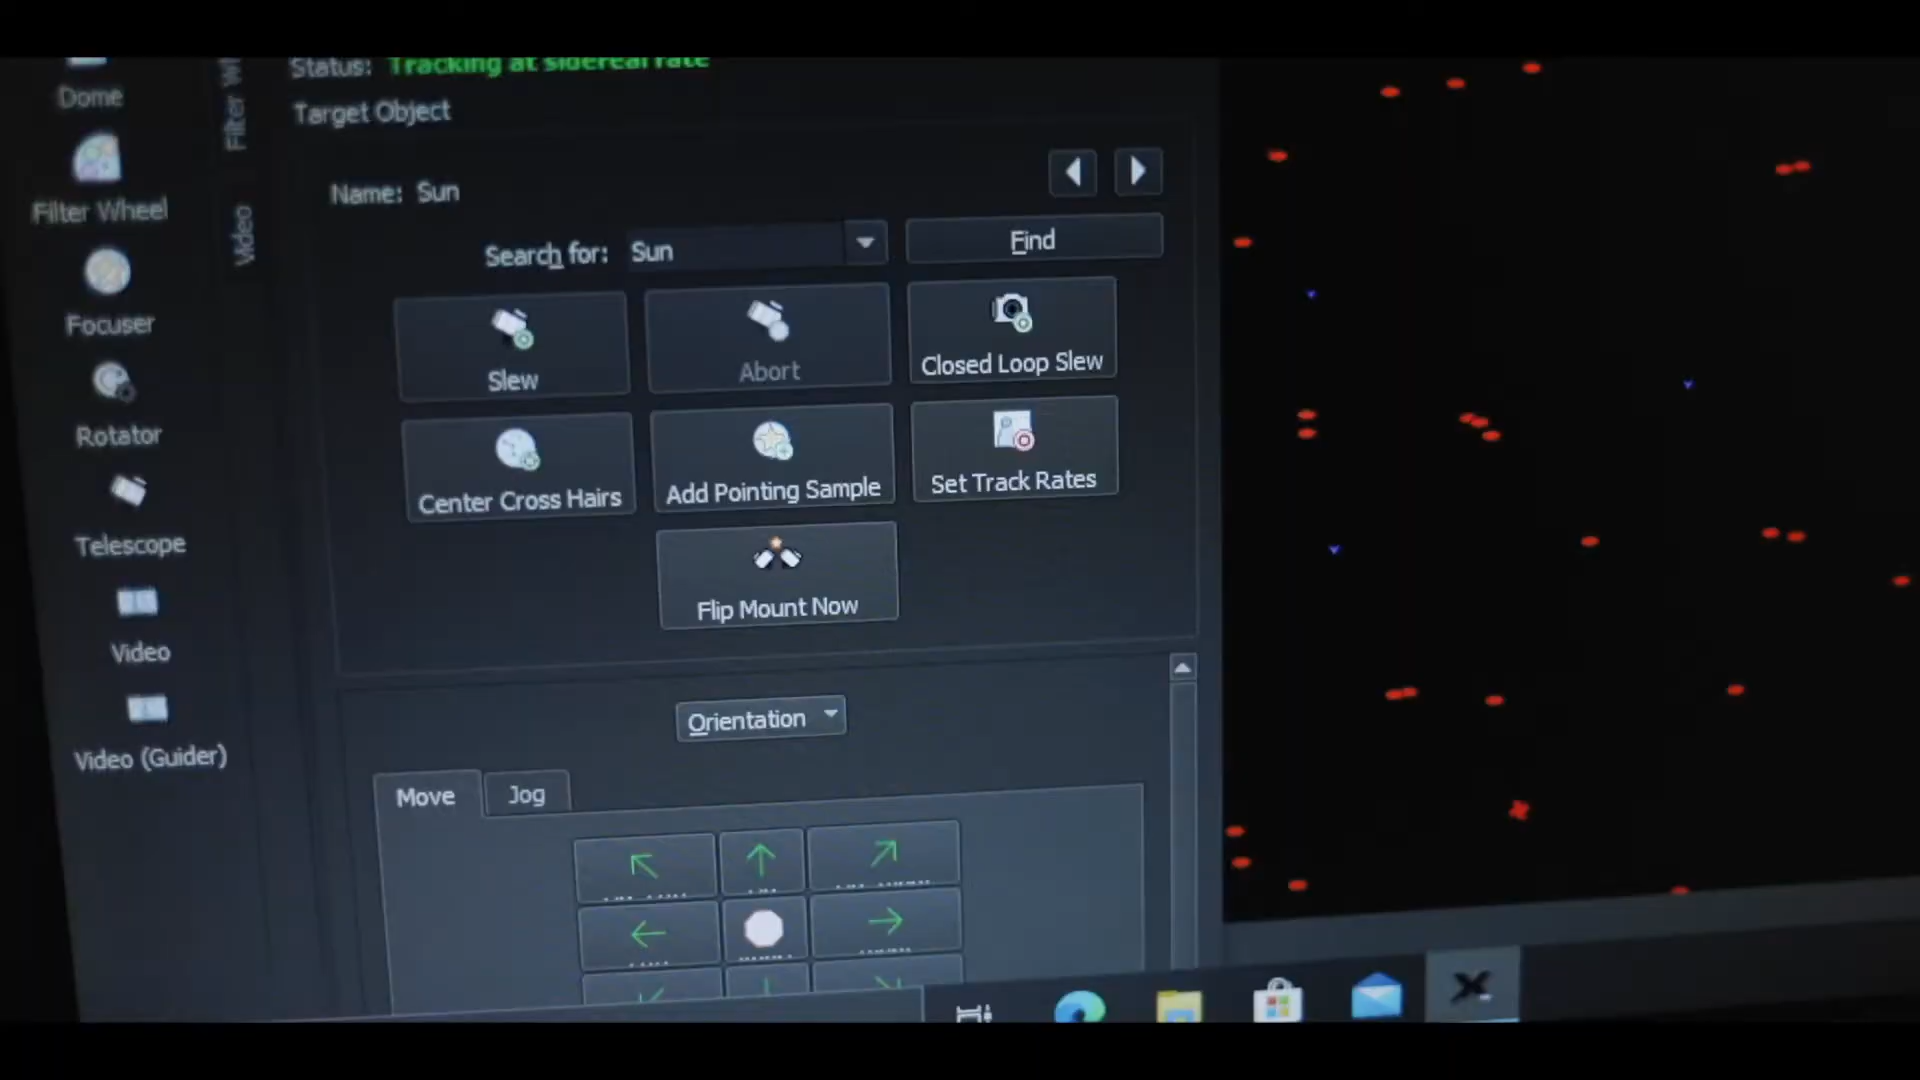 Status: Tracking at sidereal rate
Dome
Target Object
Filter Wh
Filter Wheel
Video
Name: Sun
Search for: Sun
Find
Focuser
Slew
Abort
Closed Loop Slew
Rotator
Center Cross Hairs
Add Pointing Sample
Set Track Rates
Telescope
Flip Mount Now
Video
Orientation
Video (Guider)
Move
Jog